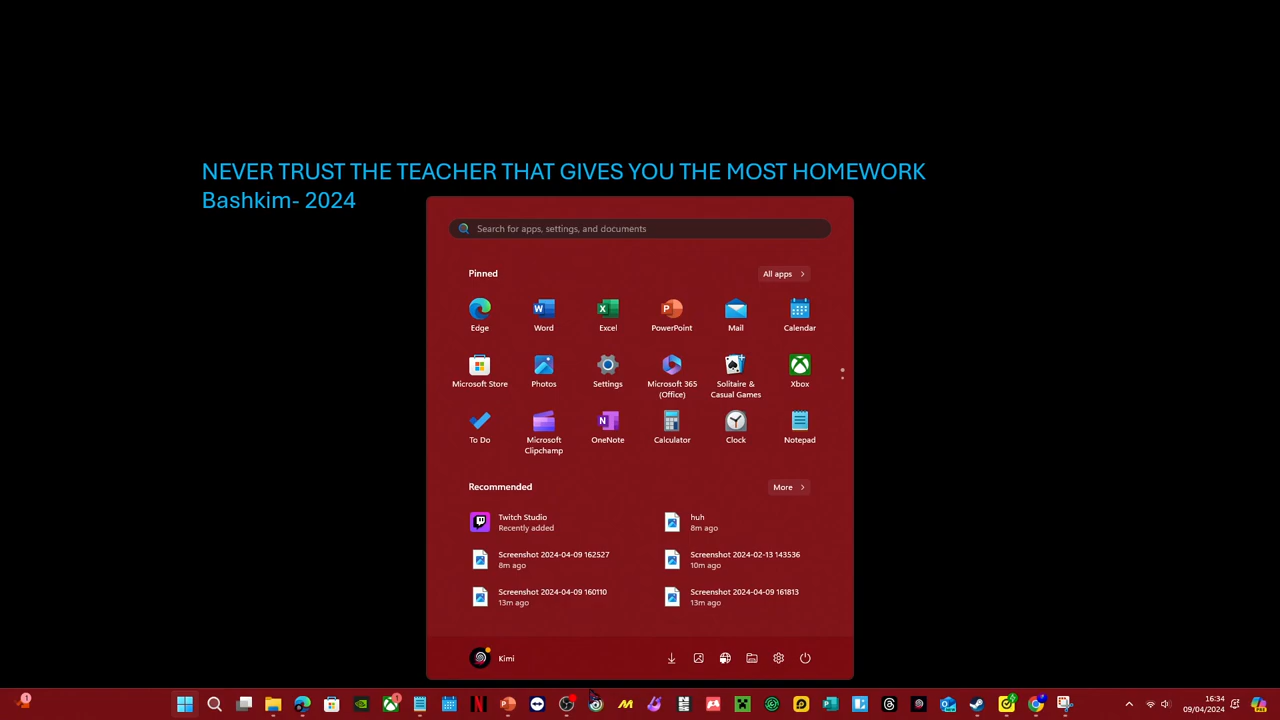 NEVER TRUST THE TEACHER THAT GIVES YOU THE MOST HOMEWORK
Bashkim- 2024
Search for apps, settings, and documents
Pinned
All apps
Edge
Word
Excel
PowerPoint
Mail
Calendar
Microsoft Store
Photos
Settings
Microsoft 365
(Office)
Solitaire &
Casual Games
Xbox
To Do
Microsoft
Clipchamp
OneNote
Calculator
Clock
Notepad
Recommended
More
Twitch Studio
Recently added
huh
8m ago
Screenshot 2024-04-09 162527
8m ago
Screenshot 2024-02-13 143536
10m ago
Screenshot 2024-04-09 160110
13m ago
Screenshot 2024-04-09 161813
13m ago
Kimi
1
1
16:34
09/04/2024